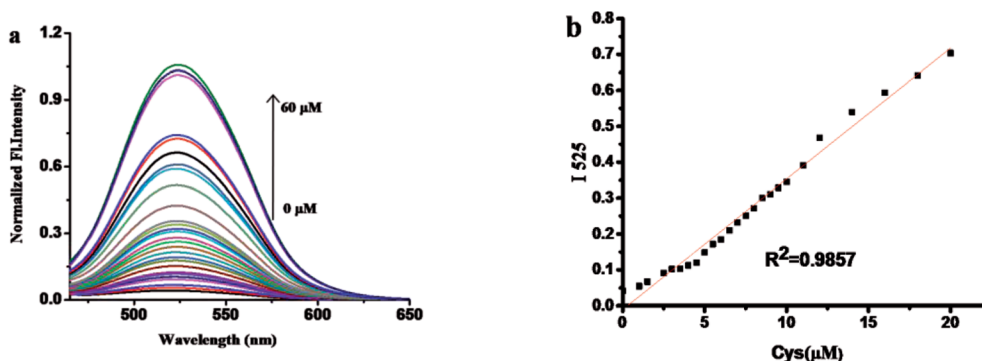 a
Normalized Fl.Intensity
1.2
0.9
0.6
0.3
0.0
60 μM
0 μM
500
550
600
650
Wavelength (nm)
b
I 525
0.8
0.7
0.6
0.5
0.4
0.3
0.2
0.1
0.0
R²=0.9857
0
5
10
15
20
Cys(μM)